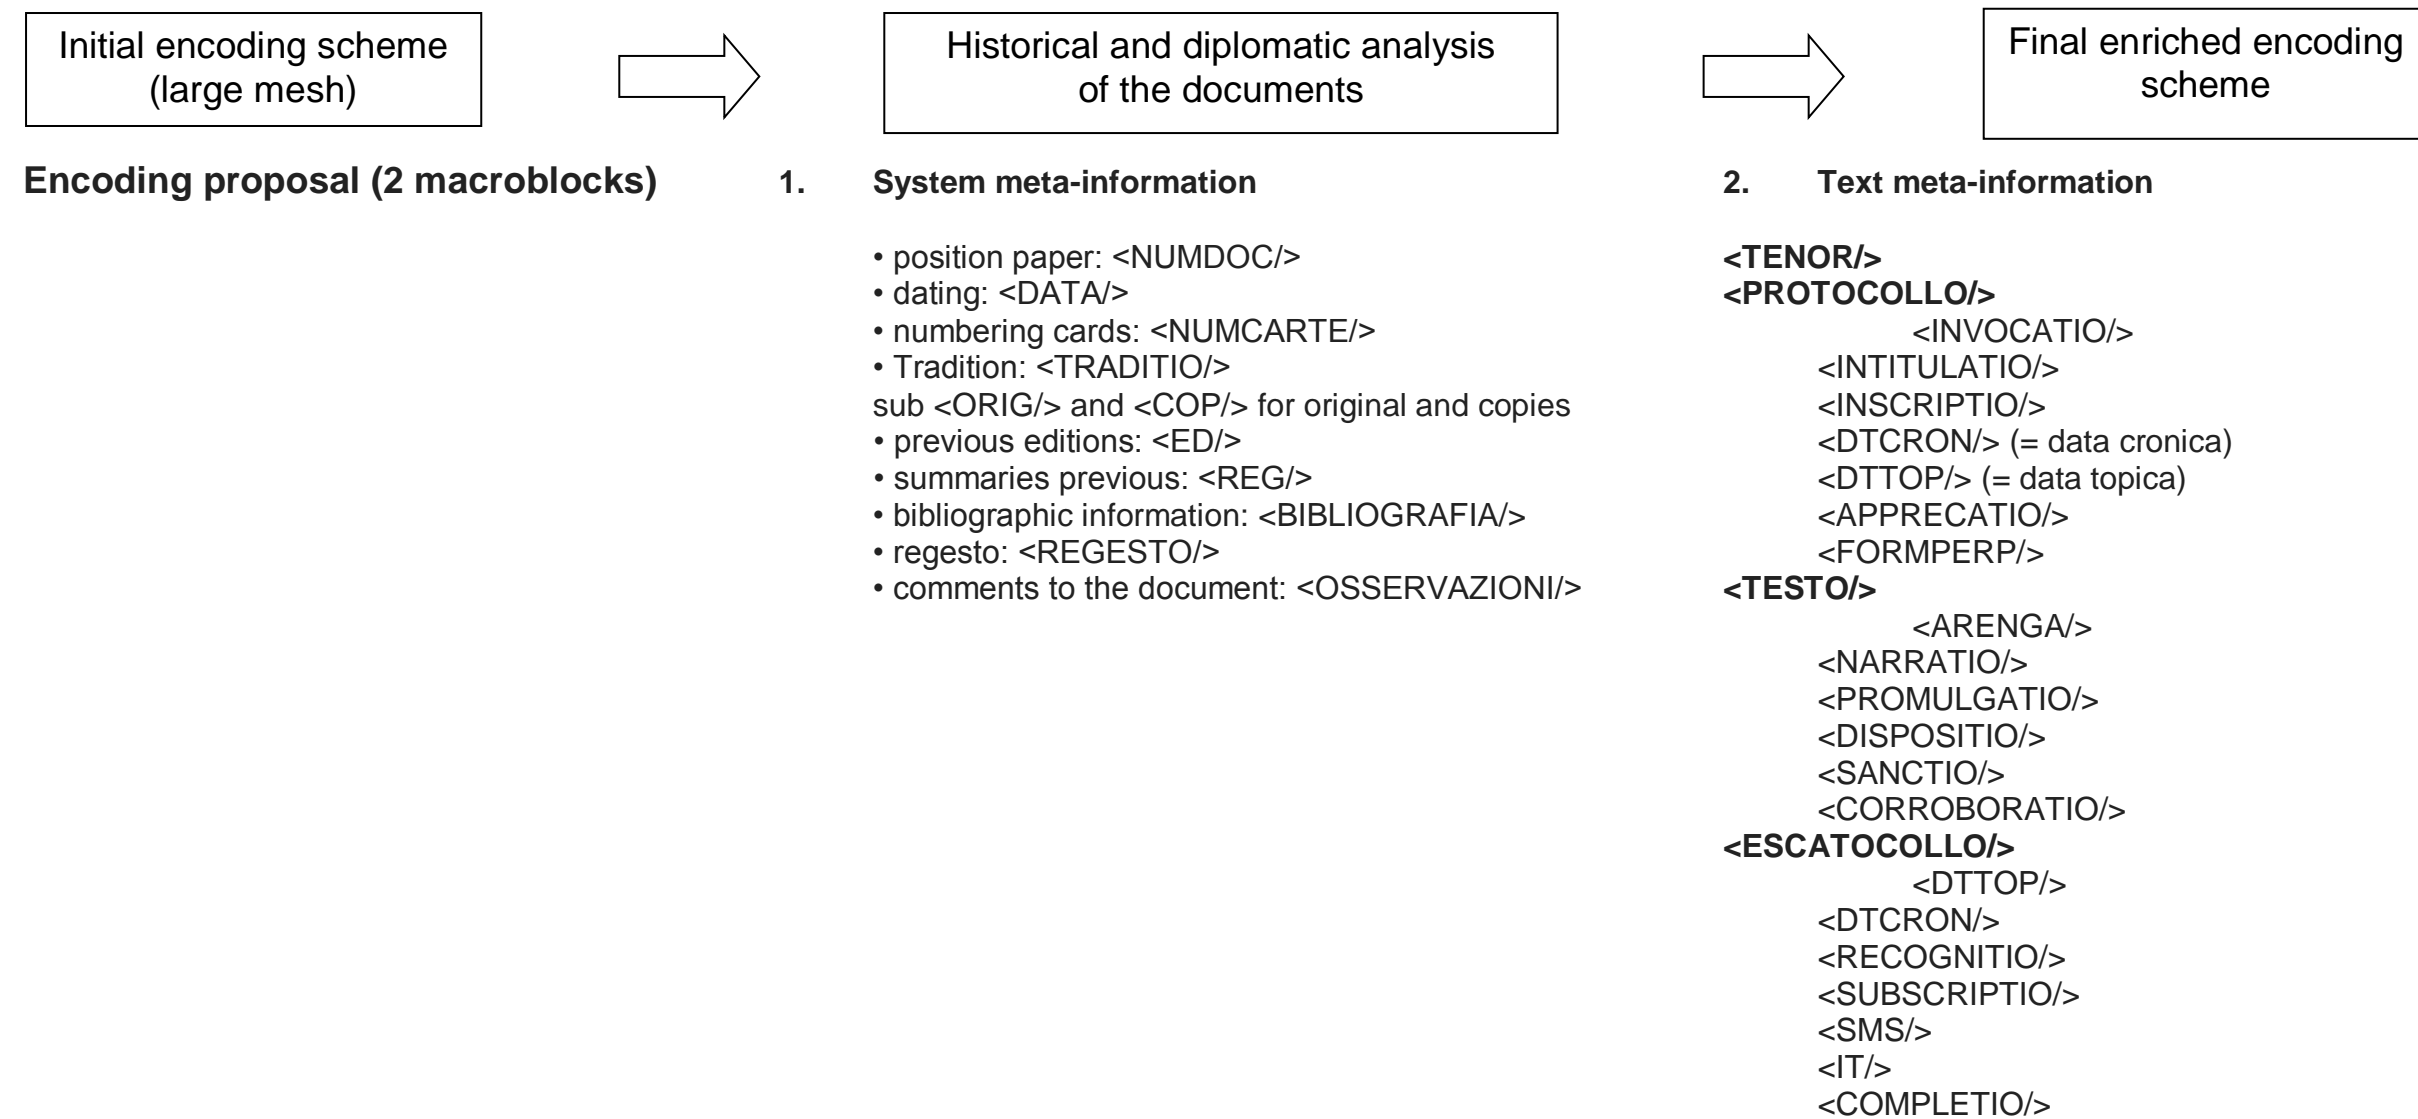 Initial encoding scheme
(large mesh)
Historical and diplomatic analysis
of the documents
Final enriched encoding
scheme
Encoding proposal (2 macroblocks)
1. System meta-information
• position paper: <NUMDOC/>
• dating: <DATA/>
• numbering cards: <NUMCARTE/>
• Tradition: <TRADITIO/>
sub <ORIG/> and <COP/> for original and copies
• previous editions: <ED/>
• summaries previous: <REG/>
• bibliographic information: <BIBLIOGRAFIA/>
• regesto: <REGESTO/>
• comments to the document: <OSSERVAZIONI/>
2. Text meta-information
<TENOR/>
<PROTOCOLLO/>
<INVOCATIO/>
<INTITULATIO/>
<INSCRIPTIO/>
<DTCRON/> (= data cronica)
<DTTOP/> (= data topica)
<APPRECATIO/>
<FORMPERP/>
<TESTO/>
<ARENGA/>
<NARRATIO/>
<PROMULGATIO/>
<DISPOSITIO/>
<SANCTIO/>
<CORROBORATIO/>
<ESCATOCOLLO/>
<DTTOP/>
<DTCRON/>
<RECOGNITIO/>
<SUBSCRIPTIO/>
<SMS/>
<IT/>
<COMPLETIO/>